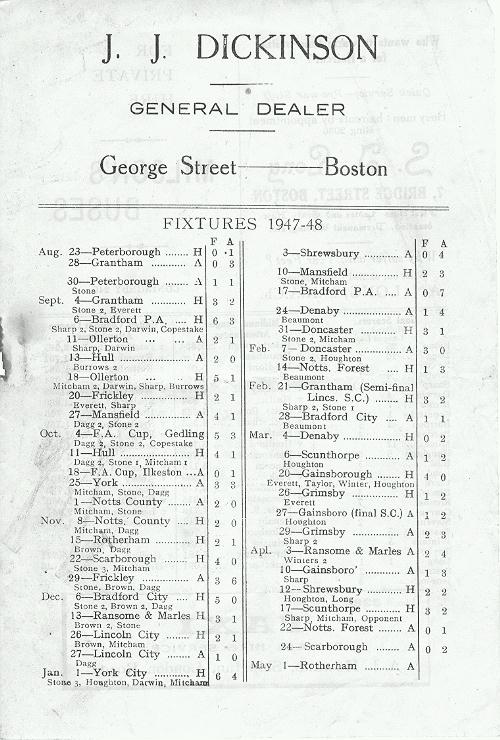 J. J. DICKINSON
GENERAL DEALER
George Street — Boston
FIXTURES 1947-48
F A
Aug. 23—Peterborough ........ H 0 1
28—Grantham ............ A 0 3
30—Peterborough ........ A 1 1
Stone
Sept. 4—Grantham ............ H 3 2
Stone 2, Everett
6—Bradford P.A. .... H 6 3
Sharp 2, Stone 2, Darwin, Copestake
11—Ollerton ... ... A 2 1
Sharp, Darwin
13—Hull ................ A 2 0
Burrows 2
18—Ollerton ... H 5 1
Mitcham 2, Darwin, Sharp, Burrows
20—Frickley ............ H 2 1
Everett, Sharp
27—Mansfield ........... A 4 1
Dagg 2, Stone 2
Oct. 4—F.A. Cup, Gedling 5 3
Dagg 2, Stone 2, Copestake
11—Hull ................ H 4 1
Dagg 2, Stone 1, Mitcham 1
18—F.A. Cup, Ilkeston ...A 0 1
25—York ................ A 3 3
Mitcham, Stone, Dagg
1—Notts County .... A 2 0
Mitcham, Stone
Nov. 8—Notts, County .... H 2 0
Mitcham, Dagg
15—Rotherham .......... H 2 1
Brown, Dagg
22—Scarborough ........ H 4 0
Stone 3, Mitcham
29—Frickley ............ A 3 6
Stone, Brown, Dagg
Dec. 6—Bradford City .... H 5 0
Stone 2, Brown 2, Dagg
13—Ransome & Marles H 3 1
Brown 2, Stone
26—Lincoln City ....... H 2 1
Brown, Mitcham
27—Lincoln City ....... A 1 0
Dagg
Jan. 1—York City ........... H 6 4
Stone 3, Houghton, Darwin, Mitcham
F A
3—Shrewsbury .......... A 0 4
10—Mansfield ........... H 2 3
Stone, Mitcham
17—Bradford P.A. .... A 0 7
24—Denaby .............. A 1 4
Beaumont
31—Doncaster ........... H 3 1
Stone 2, Mitcham
Feb. 7—Doncaster .......... A 3 0
Stone 2, Houghton
14—Notts. Forest .... H 1 3
Beaumont
Feb. 21—Grantham (Semi-final
Lincs. S.C.) ........ H 3 2
Sharp 2, Stone 1
28—Bradford City .... A 1 1
Beaumont
Mar. 4—Denaby .............. H 0 2
6—Scunthorpe ......... A 1 2
Houghton
20—Gainsborough ....... H 4 0
Everett, Taylor, Winter, Houghton
26—Grimsby ............ H 1 2
Everett
27—Gainsboro (final S.C.) A 1 2
Houghton
29—Grimsby ............ A 2 3
Sharp 2
Apl. 3—Ransome & Marles A 2 4
Winters 2
10—Gainsboro' .......... A 1 3
Sharp
12—Shrewsbury ......... H 2 2
Honghton, Long
17—Scunthorpe ......... H 3 2
Sharp, Mitcham, Opponent
22—Notts. Forest ...... A 0 1
24—Scarborough ....... A 0 2
May 1—Rotherham .......... A